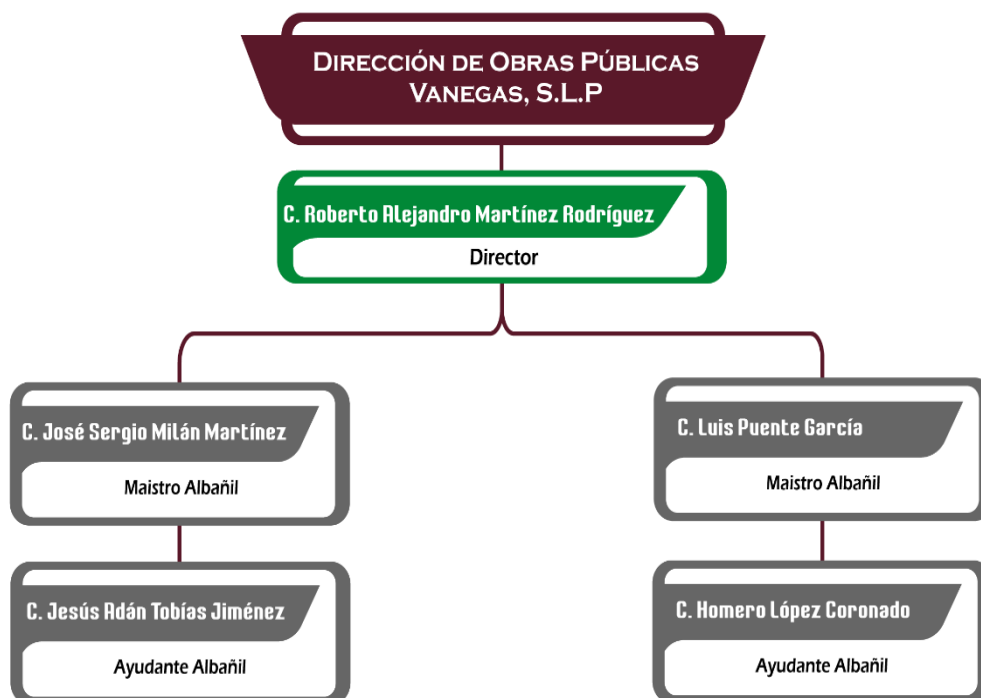 DIRECCIÓN DE OBRAS PÚBLICAS
VANEGAS, S.L.P
C. Roberto Alejandro Martínez Rodríguez
Director
C. José Sergio Milán Martínez
Maistro Albañil
C. Luis Puente García
Maistro Albañil
C. Jesús Adán Tobías Jiménez
Ayudante Albañil
C. Homero López Coronado
Ayudante Albañil